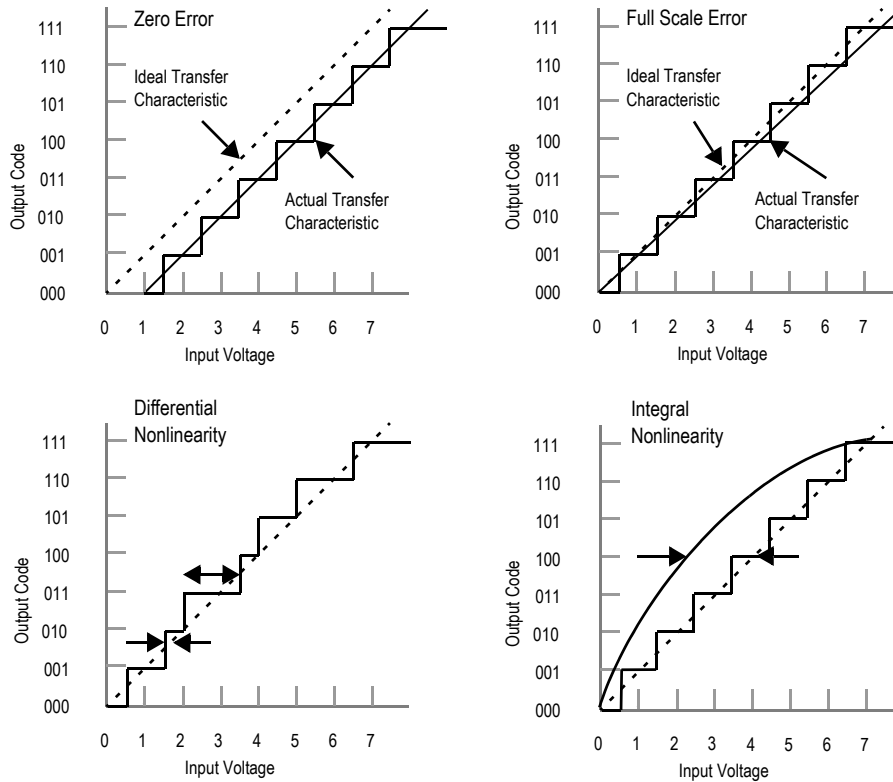 Zero Error
111
110
101
100
011
010
001
000
Output Code
Ideal Transfer
Characteristic
Actual Transfer
Characteristic
0 1 2 3 4 5 6 7
Input Voltage
Full Scale Error
111
110
101
100
011
010
001
000
Output Code
Ideal Transfer
Characteristic
Actual Transfer
Characteristic
0 1 2 3 4 5 6 7
Input Voltage
Differential
Nonlinearity
111
110
101
100
011
010
001
000
Output Code
0 1 2 3 4 5 6 7
Input Voltage
Integral
Nonlinearity
111
110
101
100
011
010
001
000
Output Code
0 1 2 3 4 5 6 7
Input Voltage